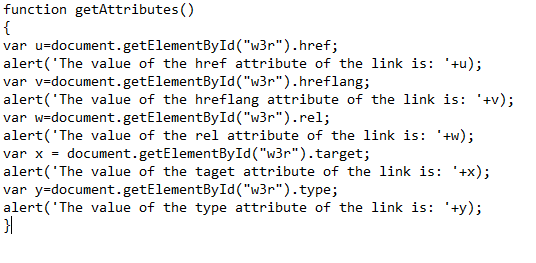 function getAttributes()
{
var u=document.getElementById("w3r").href;
alert('The value of the href attribute of the link is: '+u);
var v=document.getElementById("w3r").hreflang;
alert('The value of the hreflang attribute of the link is: '+v);
var w=document.getElementById("w3r").rel;
alert('The value of the rel attribute of the link is: '+w);
var x = document.getElementById("w3r").target;
alert('The value of the taget attribute of the link is: '+x);
var y=document.getElementById("w3r").type;
alert('The value of the type attribute of the link is: '+y);
}